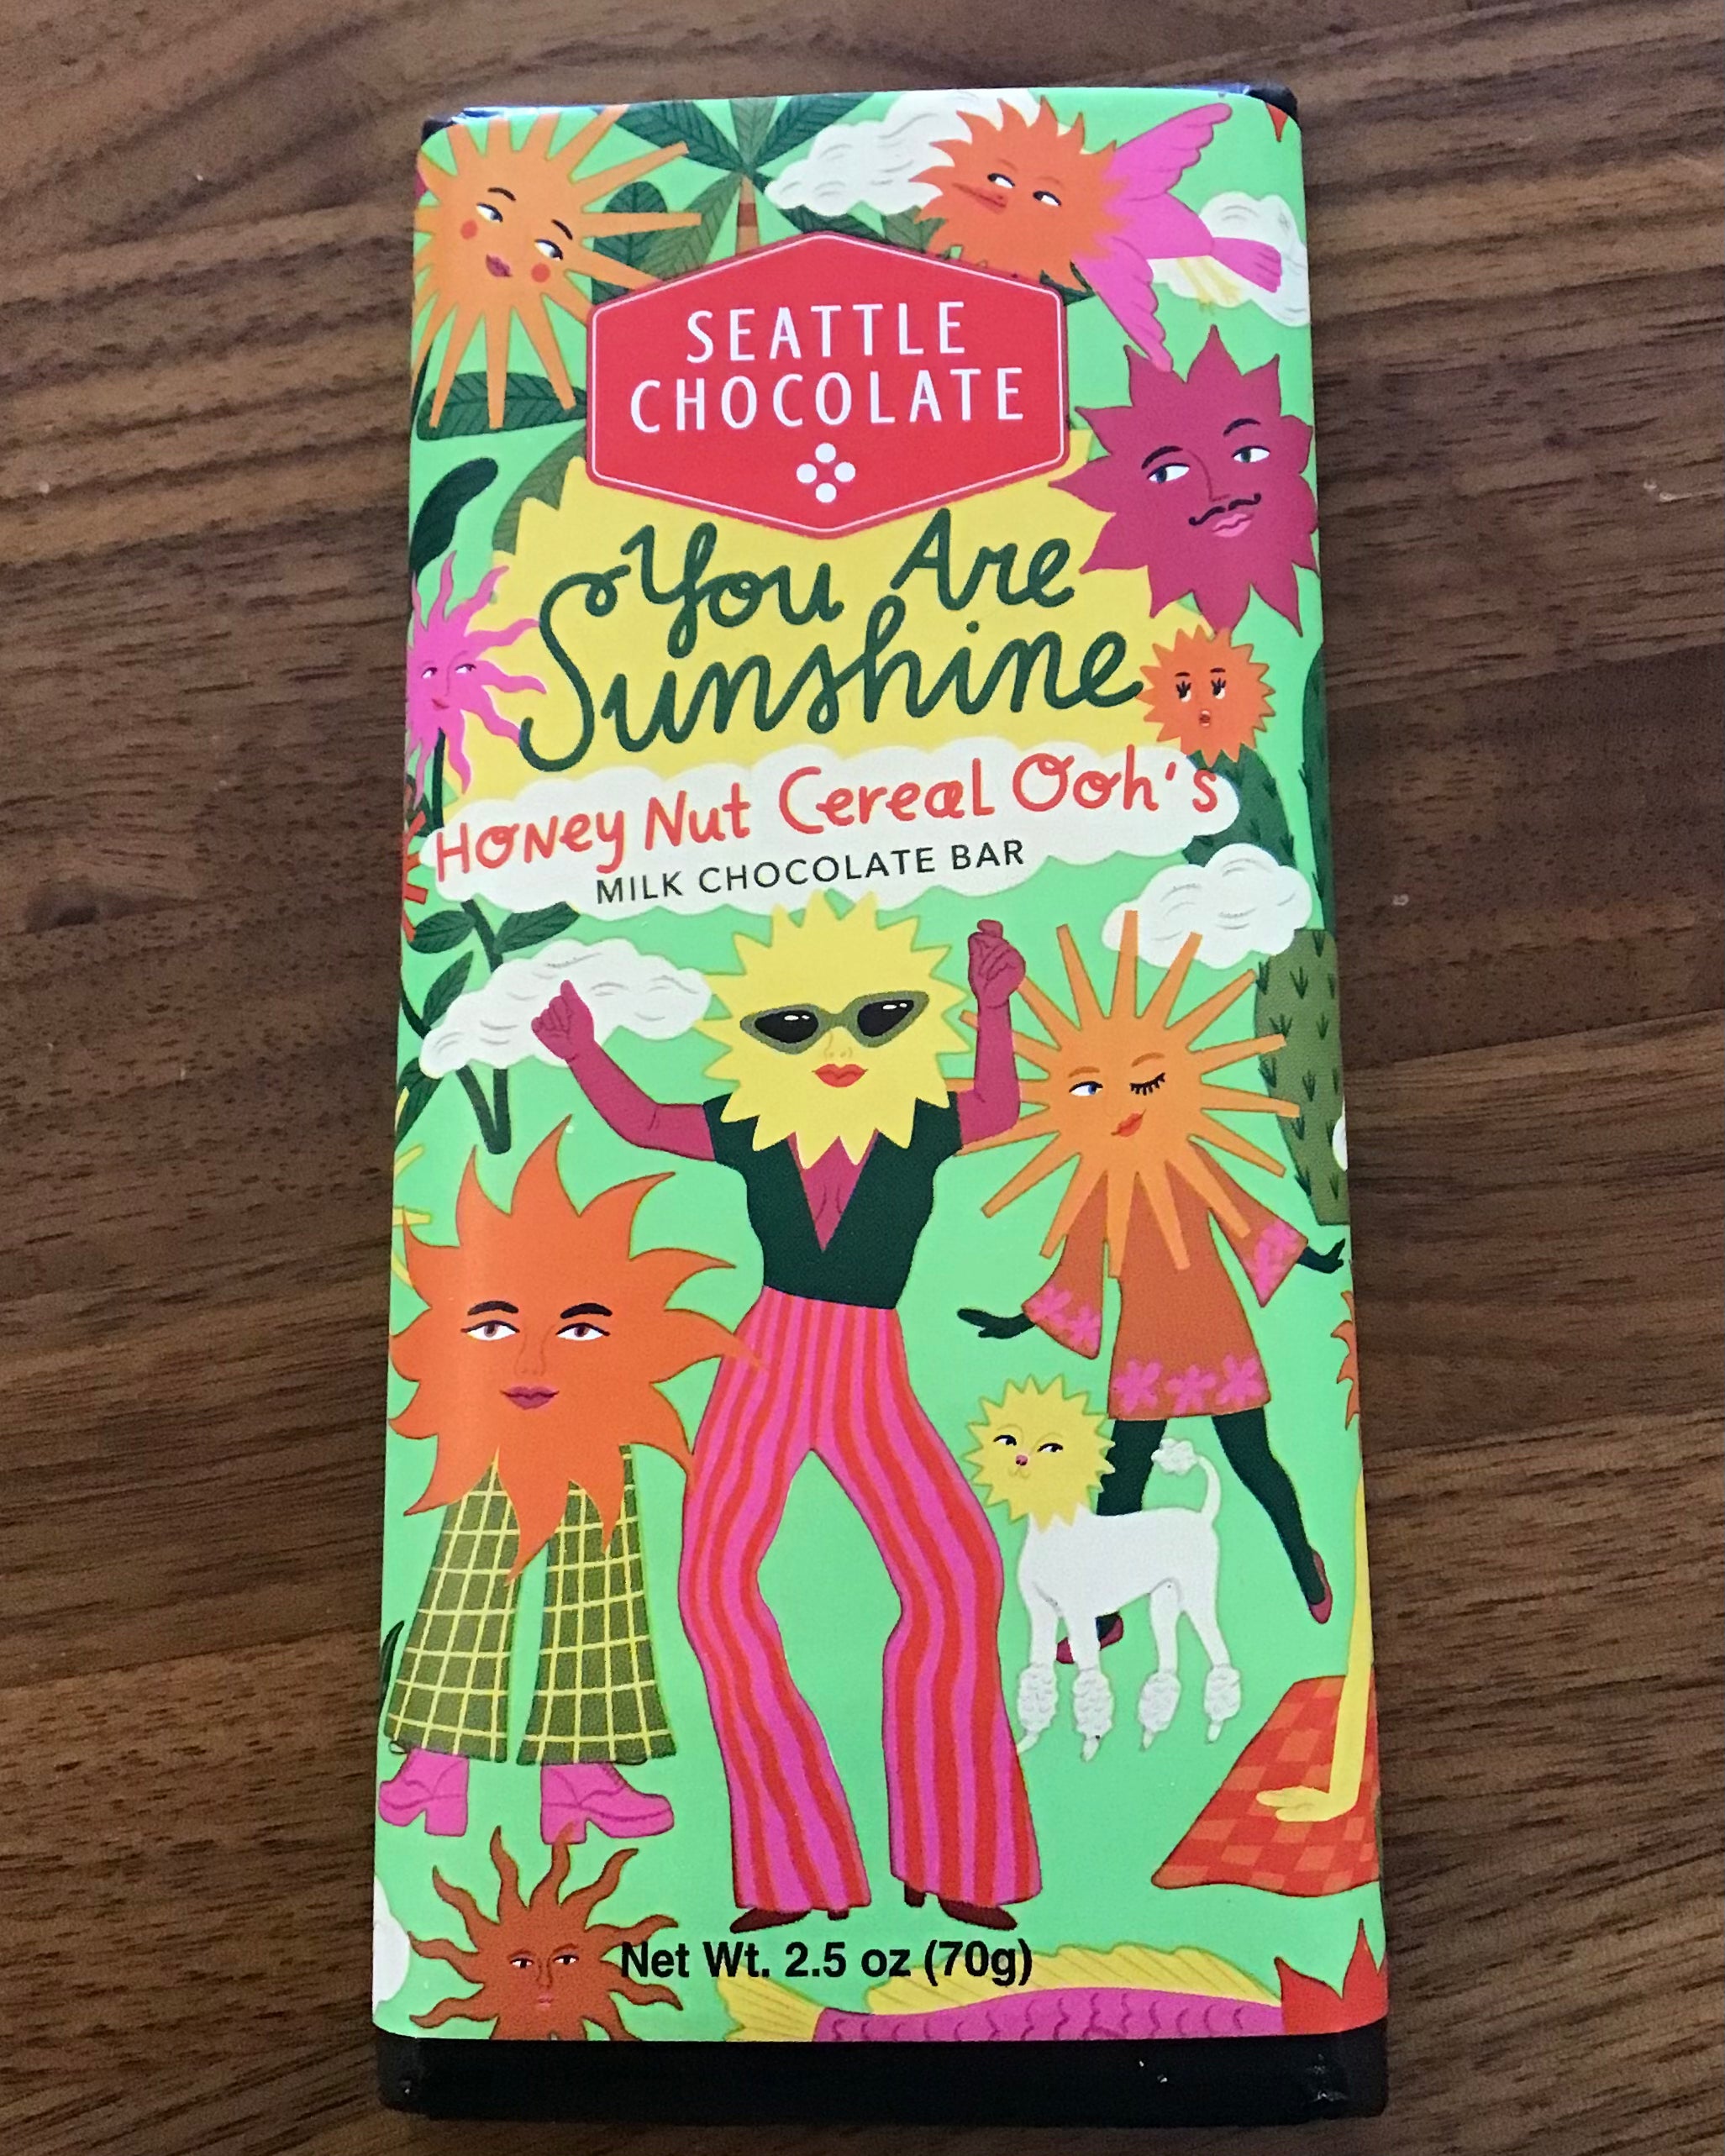 SEATTLE
CHOCOLATE
You Are
Sunshine
Honey Nut Cereal Ooh's
MILK CHOCOLATE BAR
Net Wt. 2.5 oz (70g)